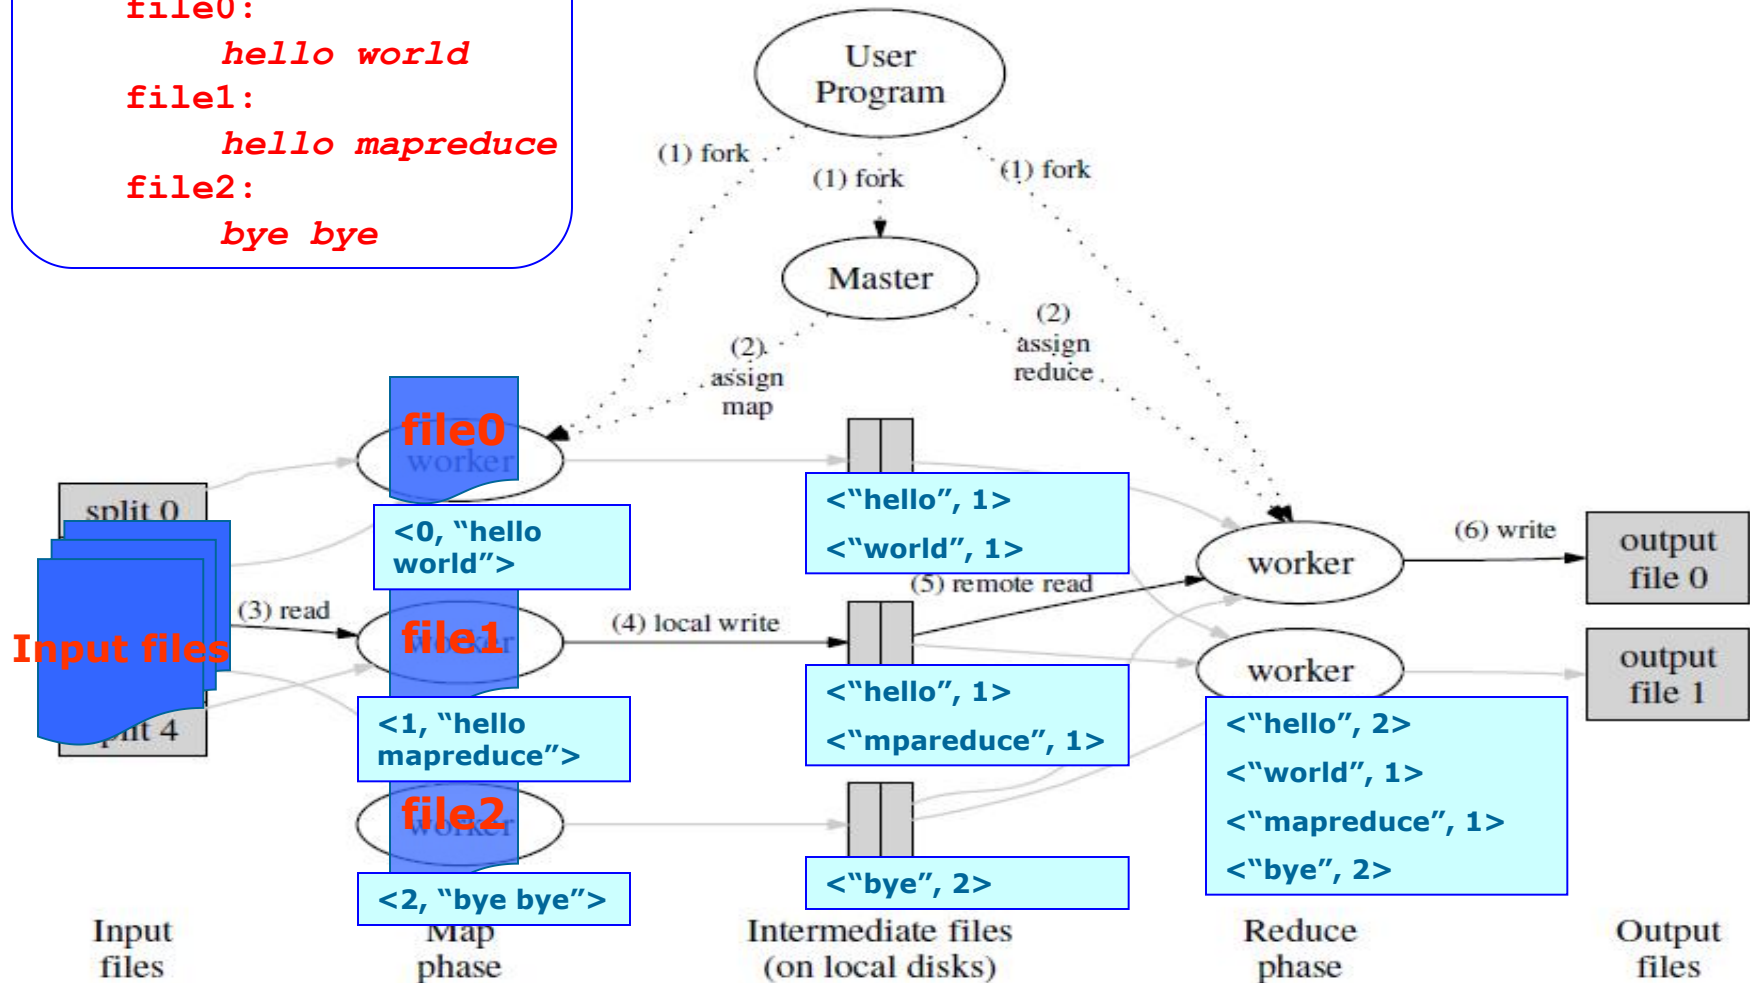 file0:
hello world
file1:
hello mapreduce
file2:
bye bye
User
Program
(1) fork
(1) fork
(1) fork
Master
(2)
assign
map
(2)
assign
reduce
split 0
Input files
split 4
(3) read
file0
worker
<0, “hello
world”>
file1
worker
<1, “hello
mapreduce”>
file2
worker
<2, “bye bye”>
(4) local write
<“hello”, 1>
<“world”, 1>
(5) remote read
<“hello”, 1>
<“mpareduce”, 1>
<“bye”, 2>
worker
worker
<“hello”, 2>
<“world”, 1>
<“mapreduce”, 1>
<“bye”, 2>
(6) write
output
file 0
output
file 1
Input
files
Map
phase
Intermediate files
(on local disks)
Reduce
phase
Output
files